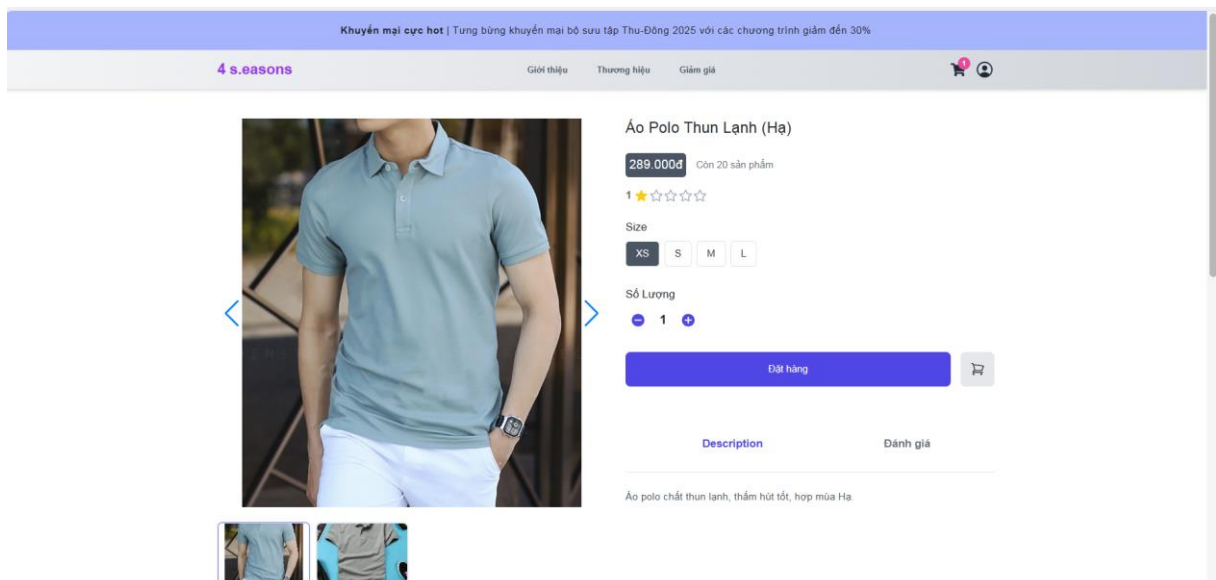 Khuyến mại cực hot | Tưng bừng khuyến mại bộ sưu tập Thu-Đông 2025 với các chương trình giảm đến 30%
4 s.easons
Giới thiệu
Thương hiệu
Giảm giá
1
Áo Polo Thun Lạnh (Hạ)
289.000đ
Còn 20 sản phẩm
1
Size
XS
S
M
L
Số Lượng
1
Đặt hàng
Description
Đánh giá
Áo polo chất thun lạnh, thấm hút tốt, hợp mùa Hạ.